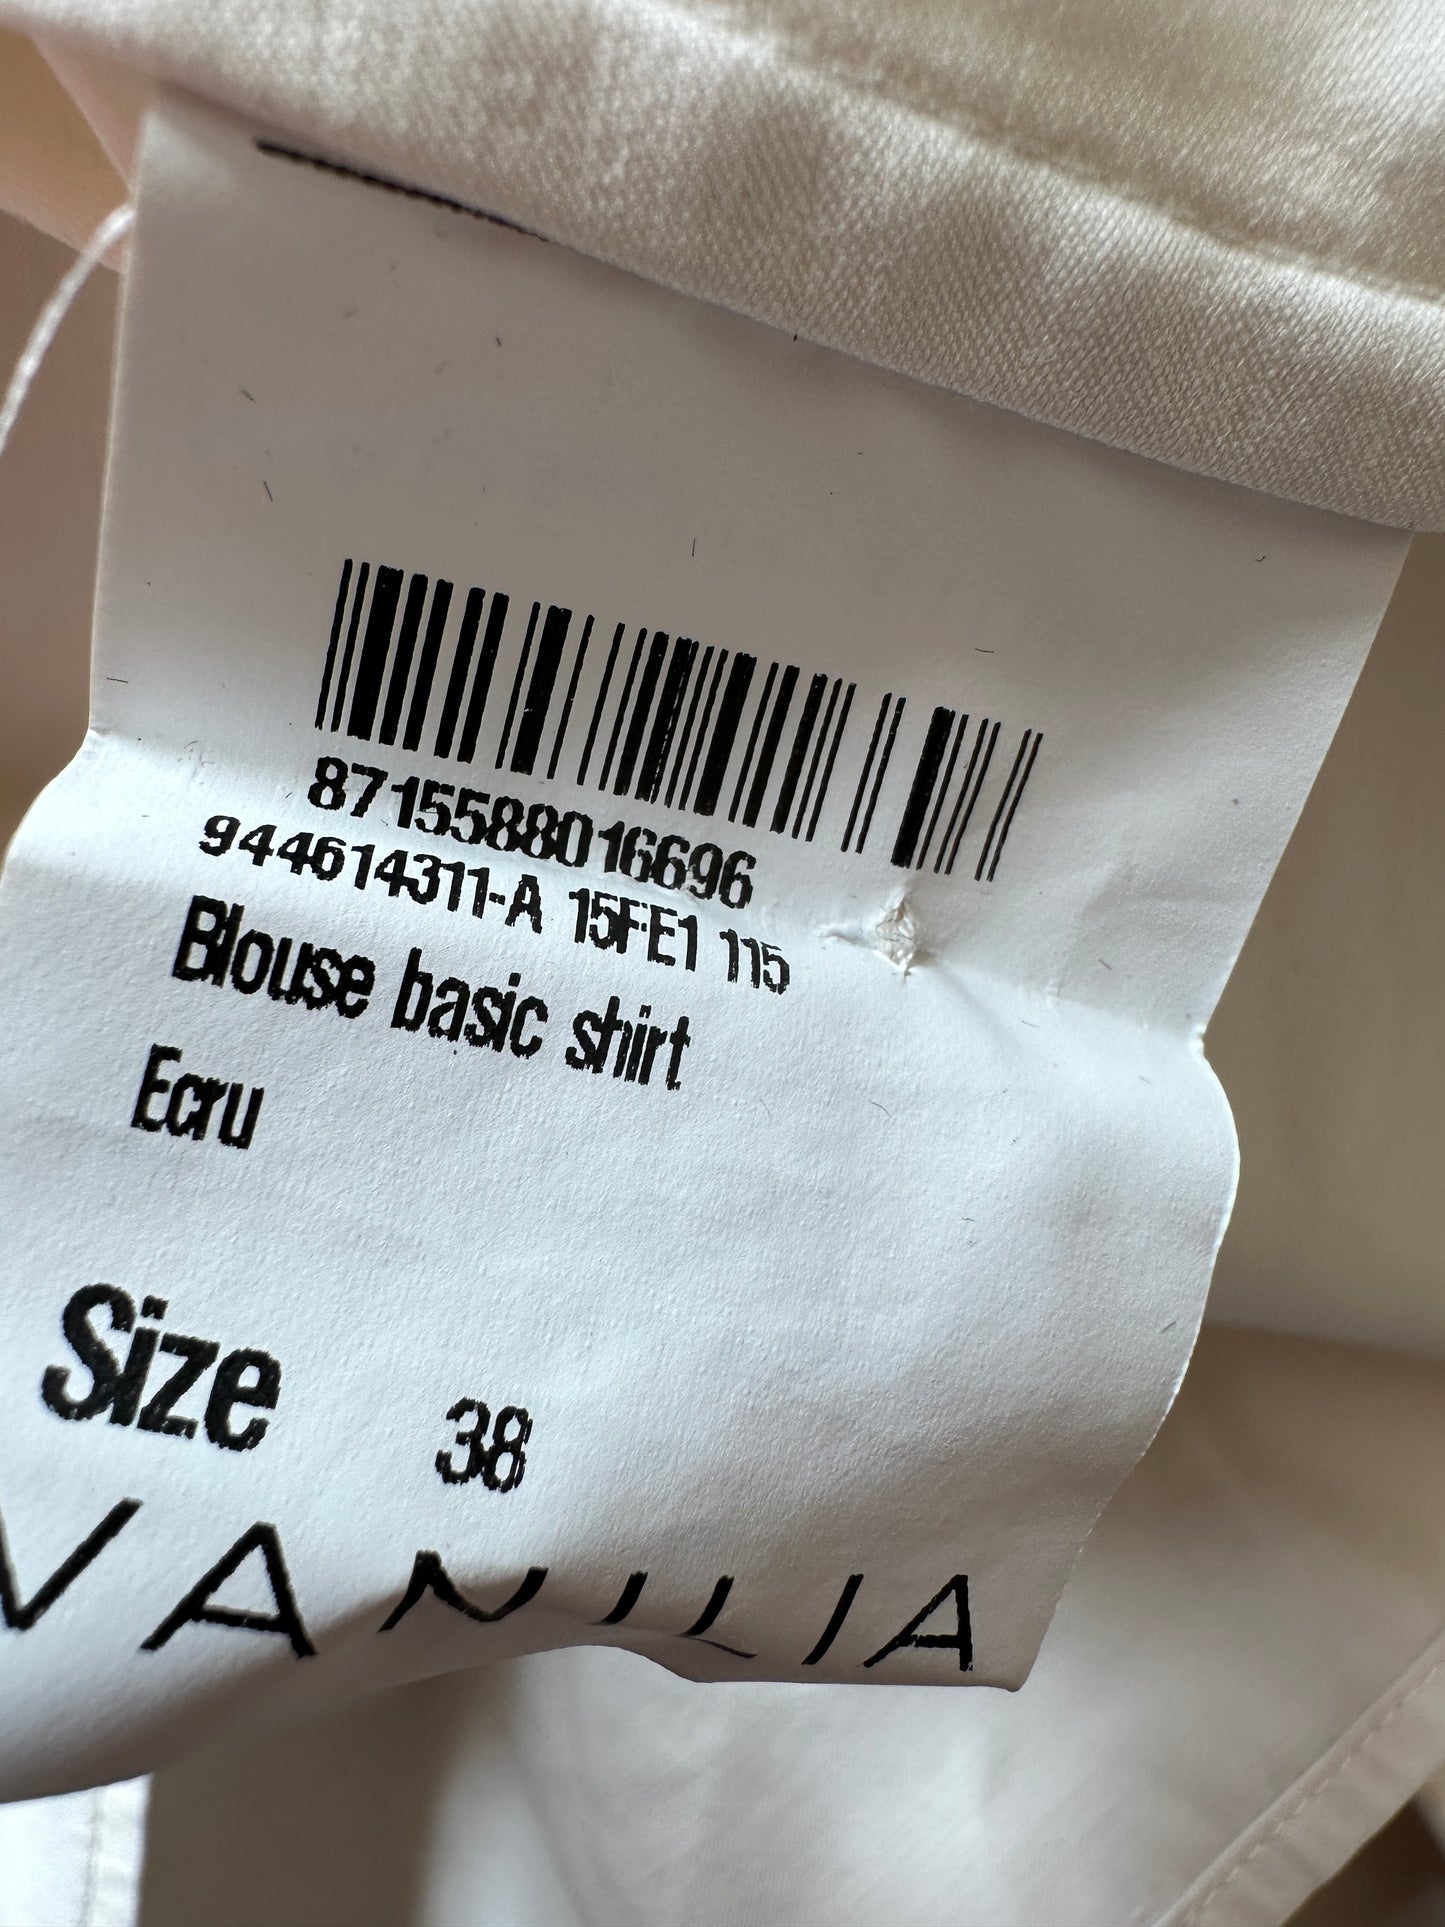 8715588016696
944614311-A 15FE1 115
Blouse basic shirt
Ecru
Size 38
VANILIA